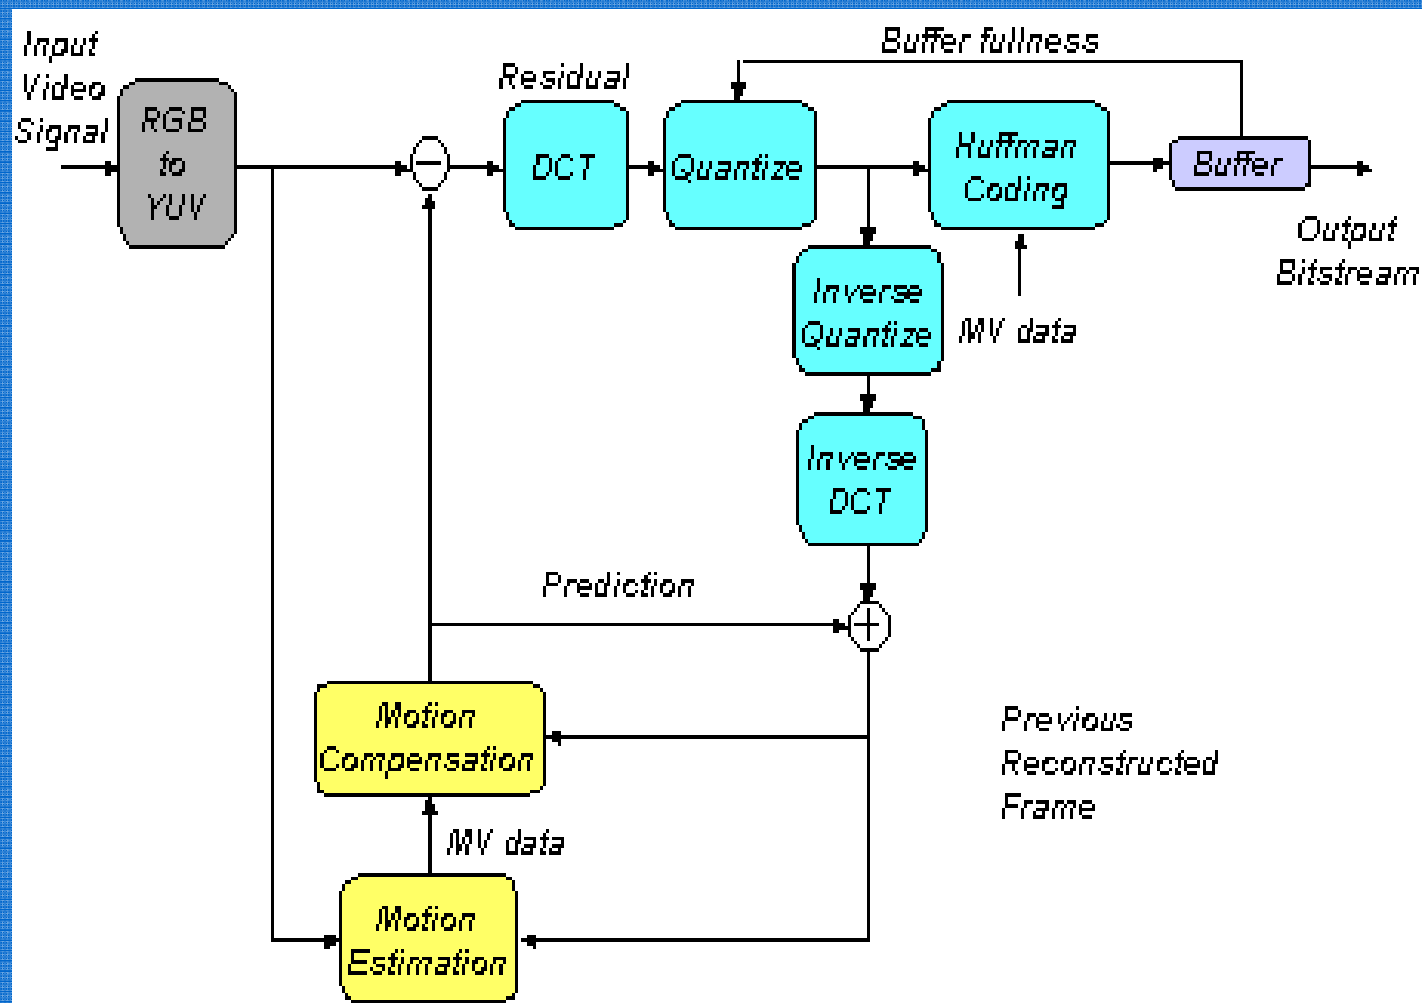 Input
Video
Signal
RGB
to
YUV
Residual
DCT
Quantize
Buffer fullness
Huffman
Coding
Buffer
Output
Bitstream
MV data
Inverse
Quantize
Inverse
DCT
Prediction
Motion
Compensation
Previous
Reconstructed
Frame
MV data
Motion
Estimation